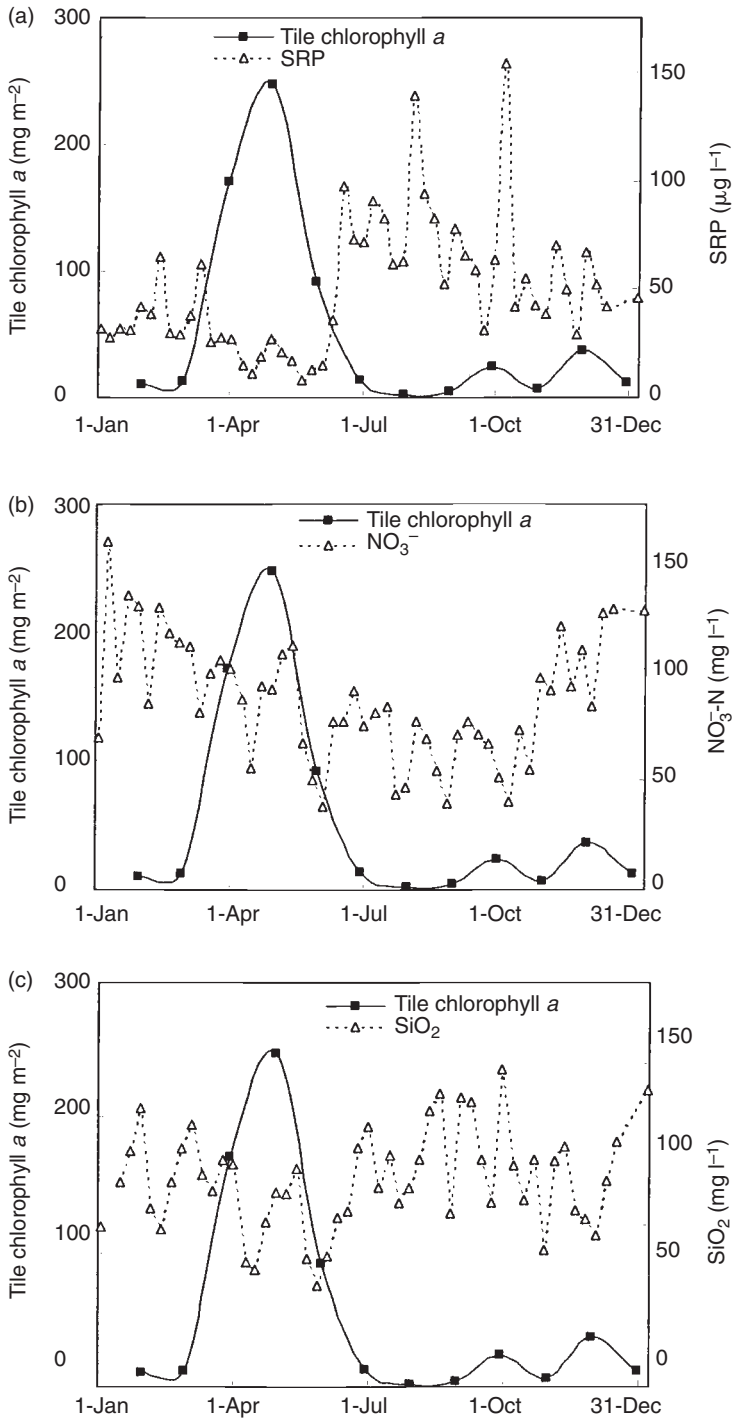 (a)
300
200
100
0
Tile chlorophyll a (mg m⁻²)
Tile chlorophyll a
SRP
150
100
50
0
SRP (μg l⁻¹)
1-Jan 1-Apr 1-Jul 1-Oct 31-Dec
(b)
300
200
100
0
Tile chlorophyll a (mg m⁻²)
Tile chlorophyll a
NO₃⁻
150
100
50
0
NO₃⁻-N (mg l⁻¹)
1-Jan 1-Apr 1-Jul 1-Oct 31-Dec
(c)
300
200
100
0
Tile chlorophyll a (mg m⁻²)
Tile chlorophyll a
SiO₂
150
100
50
0
SiO₂ (mg l⁻¹)
1-Jan 1-Apr 1-Jul 1-Oct 31-Dec